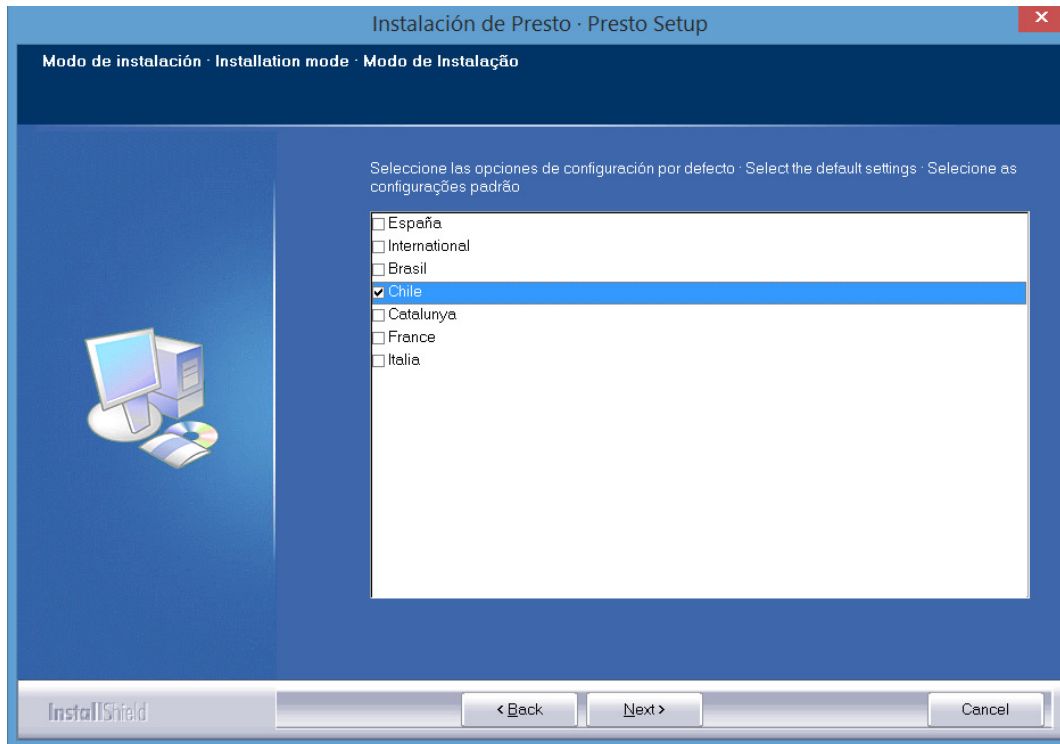 Instalación de Presto · Presto Setup
Modo de instalación · Installation mode · Modo de Instalação
Seleccione las opciones de configuración por defecto · Select the default settings · Selecione as
configurações padrão
España
International
Brasil
Chile
Catalunya
France
Italia
InstallShield
< Back
Next >
Cancel